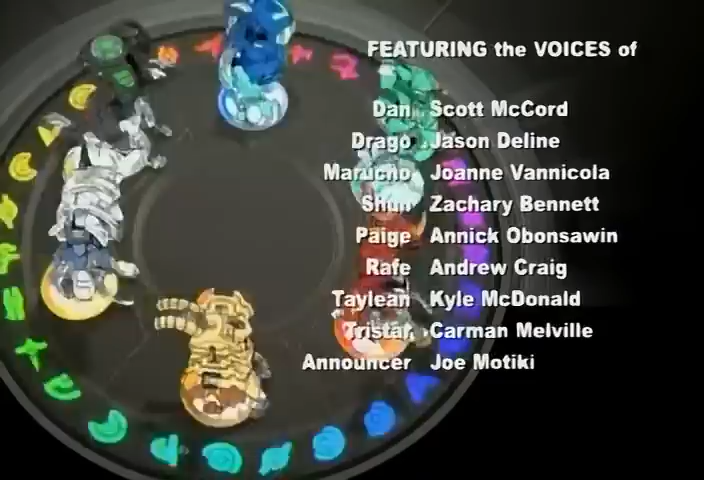 FEATURING the VOICES of
Dan Scott McCord
Drago Jason Deline
Marucho Joanne Vannicola
Shun Zachary Bennett
Paige Annick Obonsawin
Rafe Andrew Craig
Taylean Kyle McDonald
Tristar Carman Melville
Announcer Joe Motiki